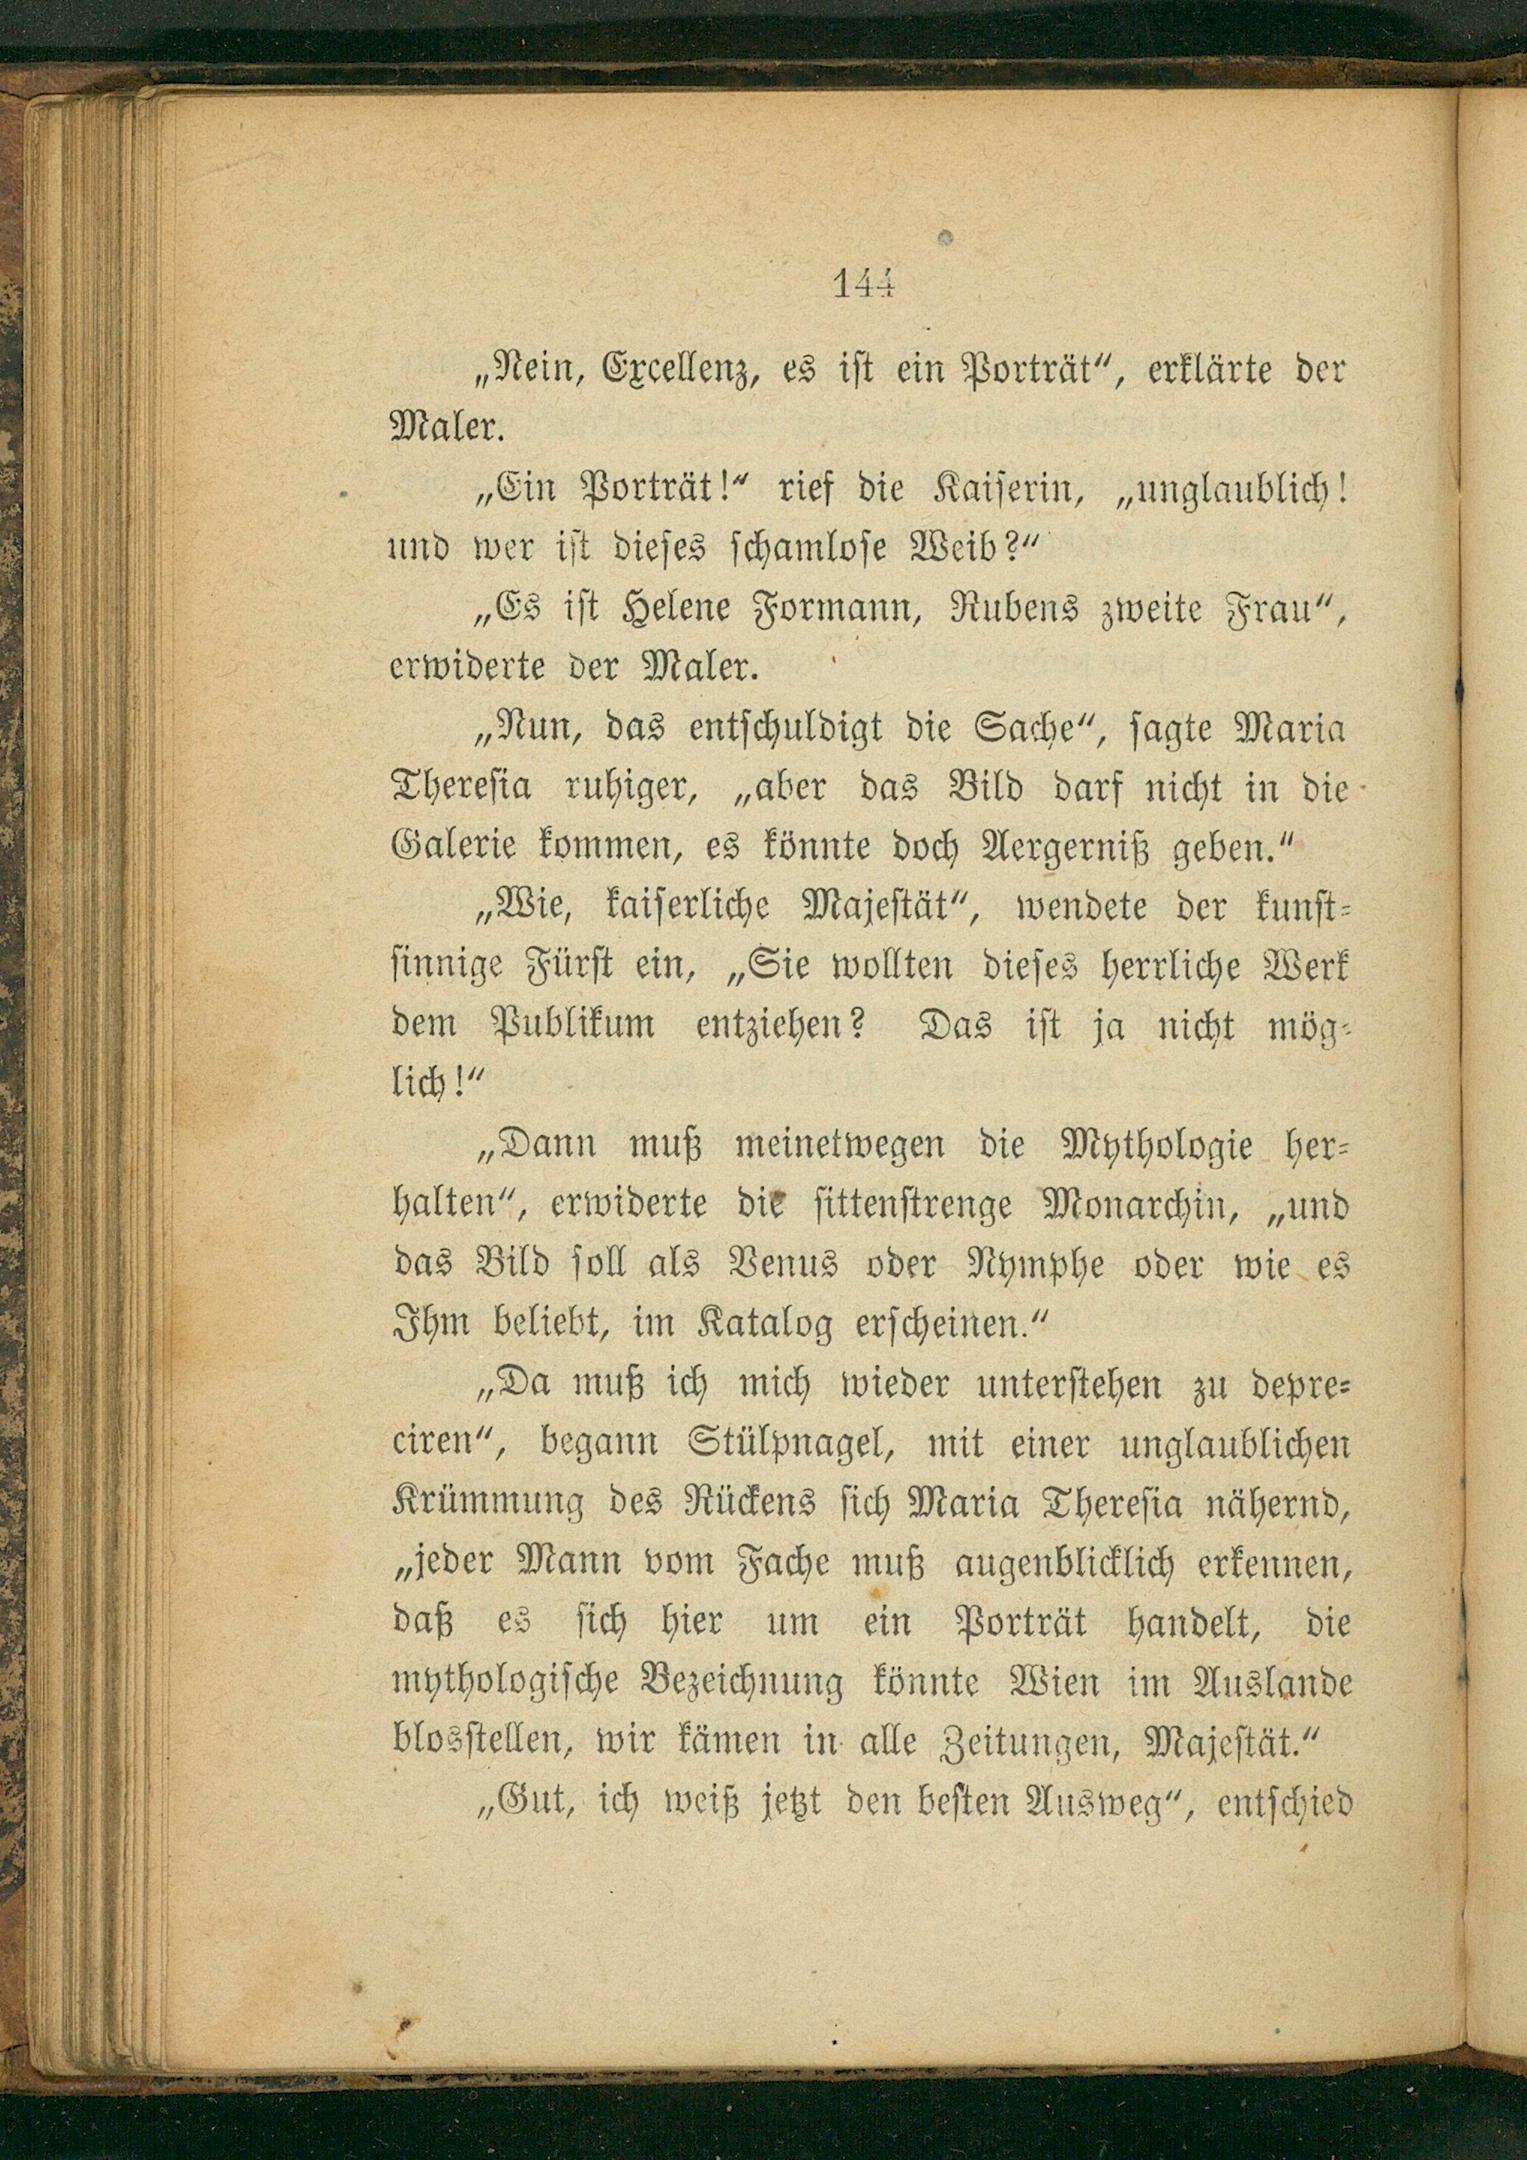 144
„Nein, Excellenz, es ist ein Porträt“, erklärte der
Maler.
„Ein Porträt!“ rief die Kaiserin, „unglaublich!
und wer ist dieses schamlose Weib?“
„Es ist Helene Formann, Rubens zweite Frau“,
erwiderte der Maler.
„Nun, das entschuldigt die Sache“, sagte Maria
Theresia ruhiger, „aber das Bild darf nicht in die
Galerie kommen, es könnte doch Aergerniß geben.“
„Wie, kaiserliche Majestät“, wendete der kunst-
sinnige Fürst ein, „Sie wollten dieses herrliche Werk
dem Publikum entziehen? Das ist ja nicht mög-
lich!“
„Dann muß meinetwegen die Mythologie her-
halten“, erwiderte die sittenstrenge Monarchin, „und
das Bild soll als Venus oder Nymphe oder wie es
Ihm beliebt, im Katalog erscheinen.“
„Da muß ich mich wieder unterstehen zu depre-
ciren“, begann Stülpnagel, mit einer unglaublichen
Krümmung des Rückens sich Maria Theresia nähernd,
„jeder Mann vom Fache muß augenblicklich erkennen,
daß es sich hier um ein Porträt handelt, die
mythologische Bezeichnung könnte Wien im Auslande
blosstellen, wir kämen in alle Zeitungen, Majestät.“
„Gut, ich weiß jetzt den besten Ausweg“, entschied